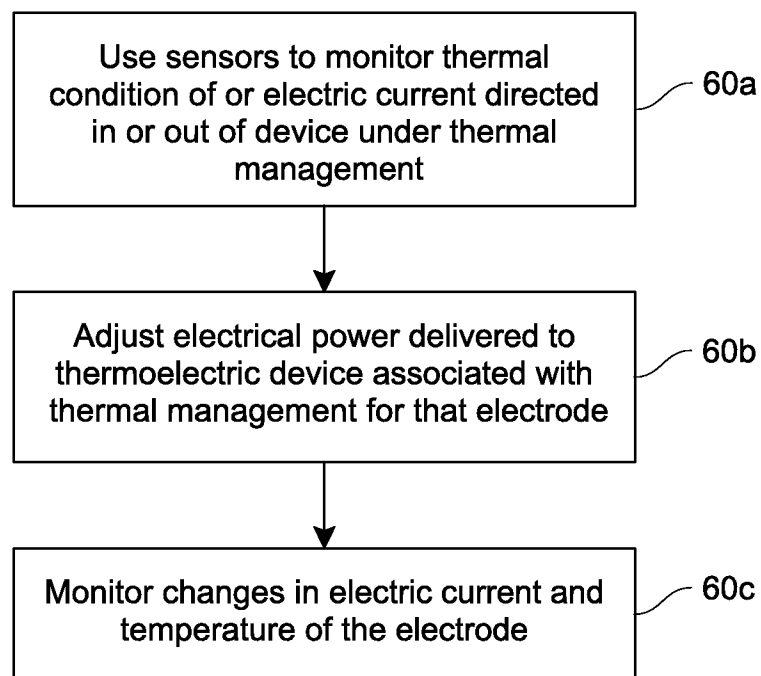 Use sensors to monitor thermal
condition of or electric current directed
in or out of device under thermal
management
60a
Adjust electrical power delivered to
thermoelectric device associated with
thermal management for that electrode
60b
Monitor changes in electric current and
temperature of the electrode
60c